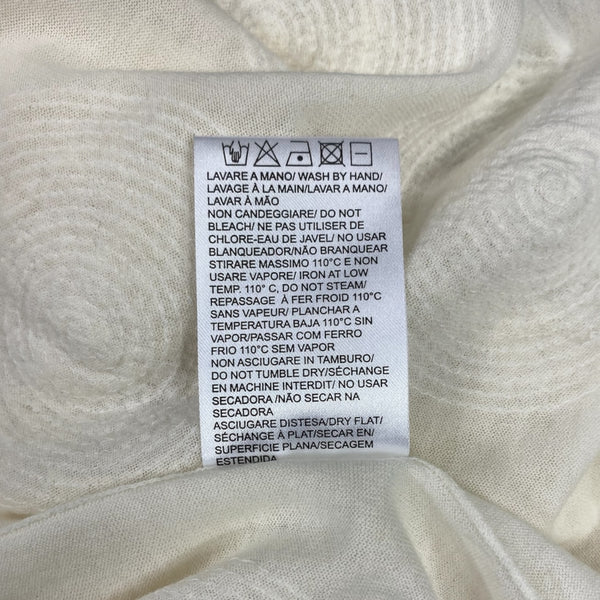 LAVARE A MANO/ WASH BY HAND/
LAVAGE À LA MAIN/LAVAR A MANO/
LAVAR À MÃO
NON CANDEGGIARE/ DO NOT
BLEACH/ NE PAS UTILISER DE
CHLORE-EAU DE JAVEL/ NO USAR
BLANQUEADOR/NÃO BRANQUEAR
STIRARE MASSIMO 110°C E NON
USARE VAPORE/ IRON AT LOW
TEMP. 110° C, DO NOT STEAM/
REPASSAGE À FER FROID 110°C
SANS VAPEUR/ PLANCHAR A
TEMPERATURA BAJA 110°C SIN
VAPOR/PASSAR COM FERRO
FRIO 110°C SEM VAPOR
NON ASCIUGARE IN TAMBURO/
DO NOT TUMBLE DRY/SÉCHANGE
EN MACHINE INTERDIT/ NO USAR
SECADORA /NÃO SECAR NA
SECADORA
ASCIUGARE DISTESA/DRY FLAT/
SÉCHANGE À PLAT/SECAR EN/
SUPERFICIE PLANA/SECAGEM
ESTENDIDA